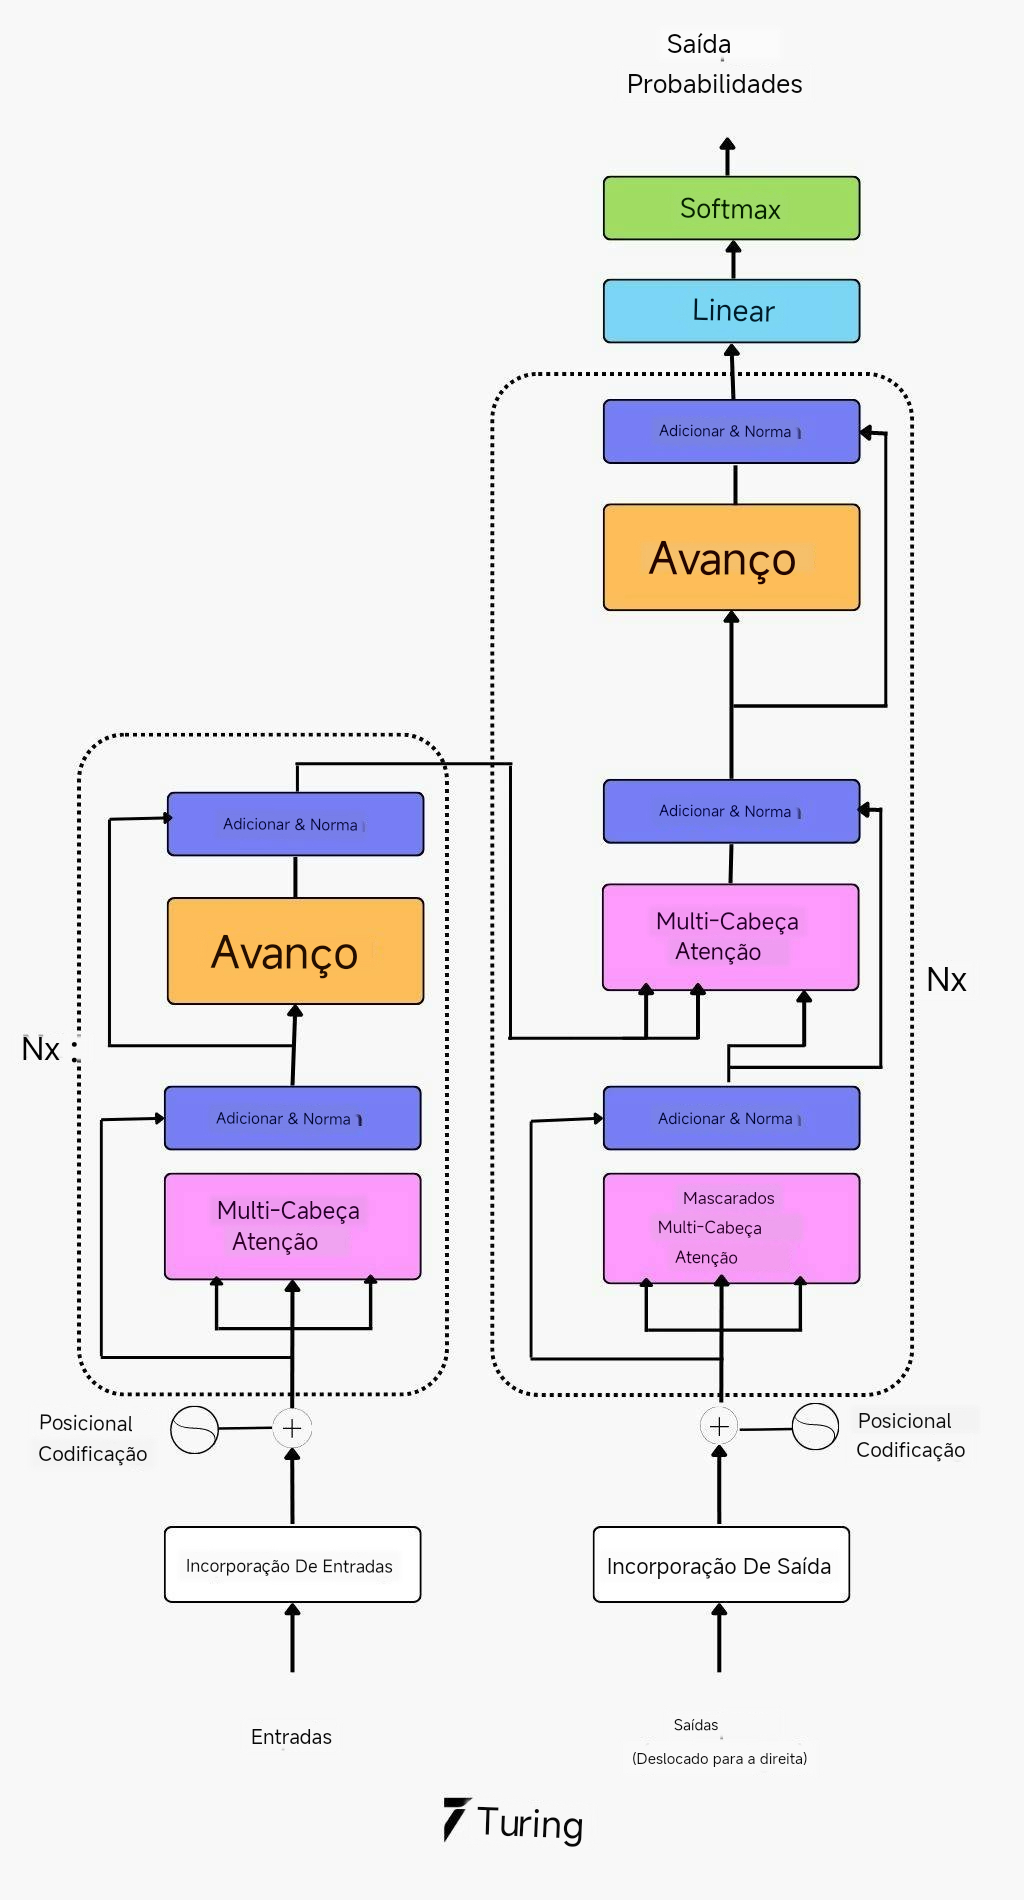 Saída
Probabilidades
Softmax
Linear
Adicionar & Norma
Avanço
Adicionar & Norma
Multi-Cabeça
Atenção
Nx
Adicionar & Norma
Mascarados
Multi-Cabeça
Atenção
Adicionar & Norma
Avanço
Nx
Adicionar & Norma
Multi-Cabeça
Atenção
Posicional
Codificação
Posicional
Codificação
Incorporação De Entradas
Incorporação De Saída
Entradas
Saídas
(Deslocado para a direita)
Turing